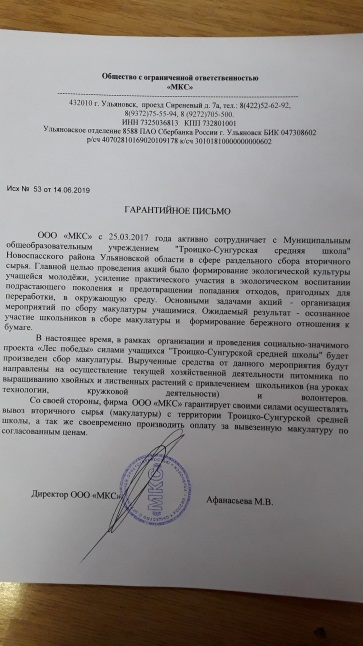 Общество с ограниченной ответственностью
«МКС»
432010 г. Ульяновск, проезд Сиреневый д. 7а, тел.: 8(422)52-62-92,
8(9372)75-55-94, 8 (9272)705-500.
ИНН 7325036813 КПП 732801001
Ульяновское отделение 8588 ПАО Сбербанка России г. Ульяновск БИК 047308602
р/сч 40702810169020109178 к/сч 30101810000000000602
Исх № 53 от 14.06.2019
ГАРАНТИЙНОЕ ПИСЬМО
ООО «МКС» с 25.03.2017 года активно сотрудничает с Муниципальным
общеобразовательным учреждением "Троицко-Сунгурская средняя школа"
Новоспасского района Ульяновской области в сфере раздельного сбора вторичного
сырья. Главной целью проведения акций было формирование экологической культуры
учащейся молодёжи, усиление практического участия в экологическом воспитании
подрастающего поколения и предотвращении попадания отходов, пригодных для
переработки, в окружающую среду. Основными задачами акций - организация
мероприятий по сбору макулатуры учащимися. Ожидаемый результат - осознанное
участие школьников в сборе макулатуры и формирование бережного отношения к
бумаге.
В настоящее время, в рамках организации и проведения социально-значимого
проекта «Лес победы» силами учащихся "Троицко-Сунгурской средней школы" будет
произведен сбор макулатуры. Вырученные средства от данного мероприятия будут
направлены на осуществление текущей хозяйственной деятельности питомника по
выращиванию хвойных и лиственных растений с привлечением школьников (на уроках
технологии, кружковой деятельности) и волонтеров.
Со своей стороны, фирма ООО «МКС» гарантирует своими силами осуществлять
вывоз вторичного сырья (макулатуры) с территории Троицко-Сунгурской средней
школы, а так же своевременно производить оплату за вывезенную макулатуру по
согласованным ценам.
Директор ООО «МКС» Афанасьева М.В.
«МКС»